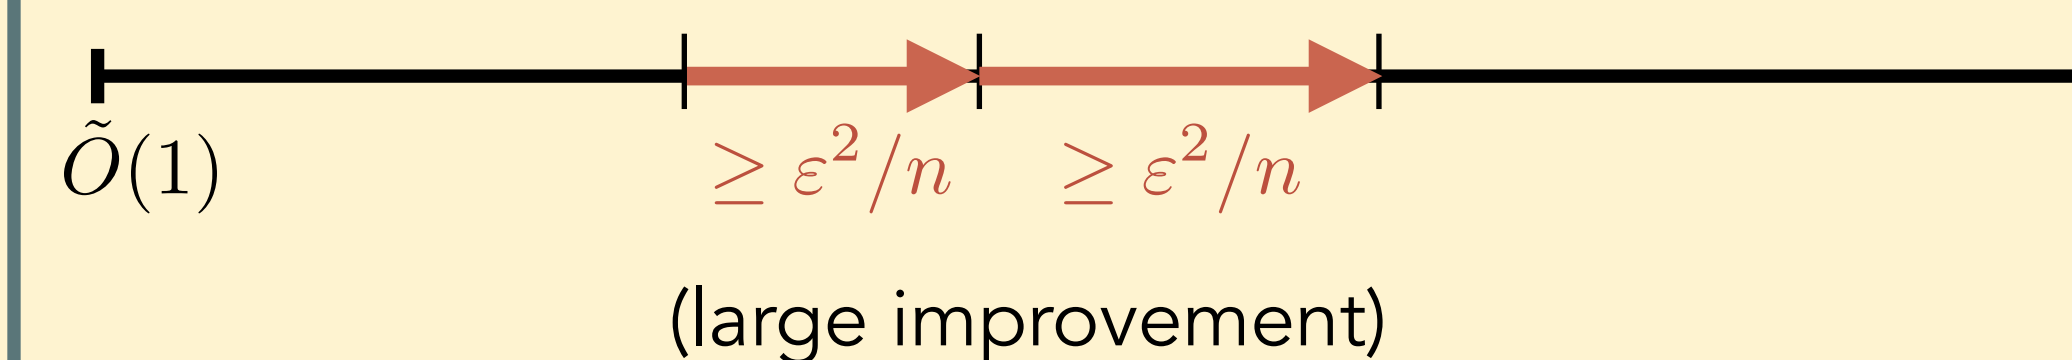 Õ(1) ≥ ε²/n ≥ ε²/n
(large improvement)